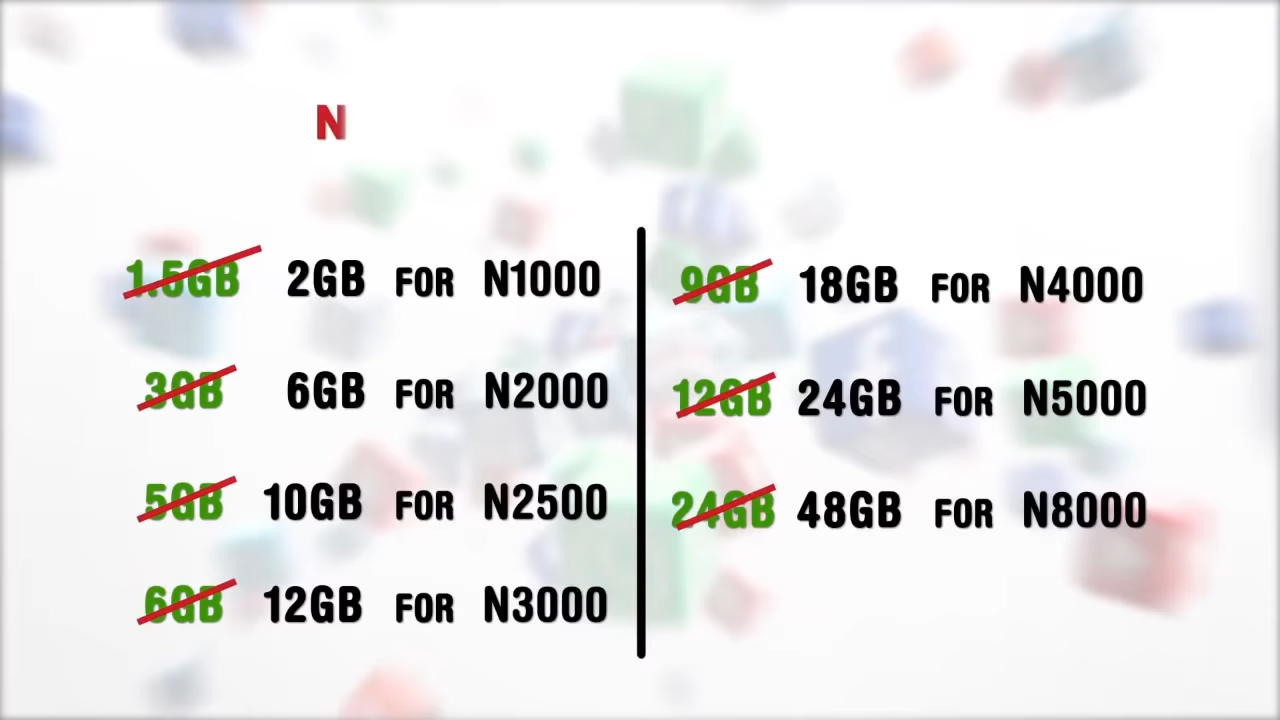 N
1.5GB 2GB FOR N1000
3GB 6GB FOR N2000
5GB 10GB FOR N2500
6GB 12GB FOR N3000
9GB 18GB FOR N4000
12GB 24GB FOR N5000
24GB 48GB FOR N8000